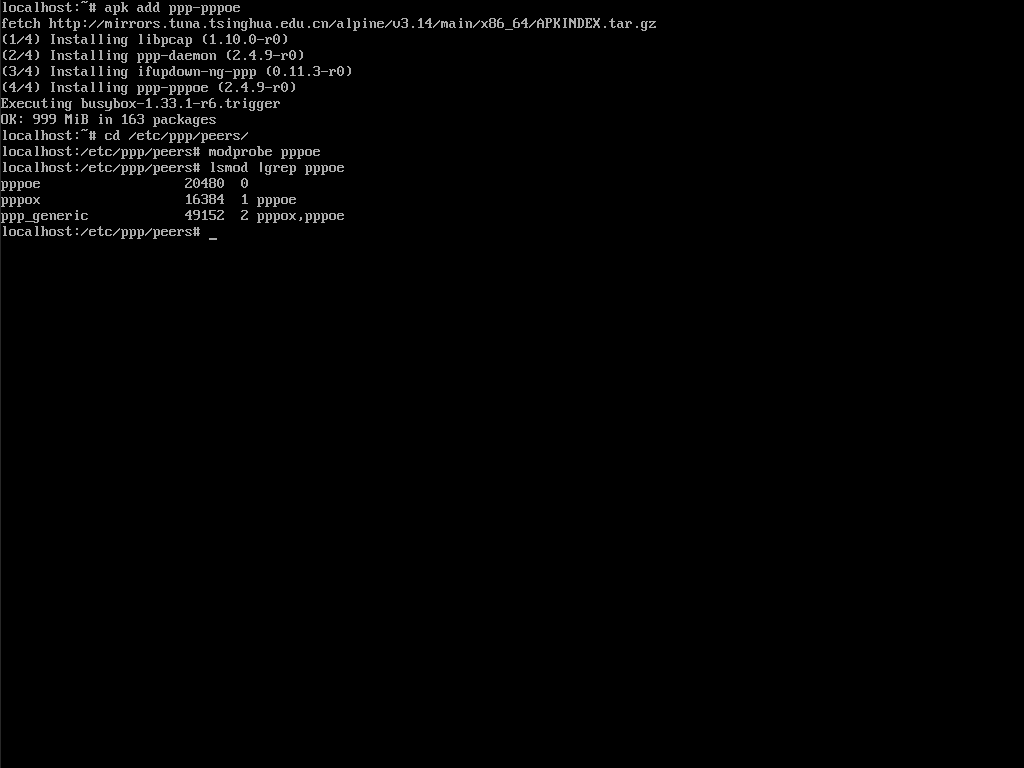 localhost:~# apk add ppp-pppoe
fetch http://mirrors.tuna.tsinghua.edu.cn/alpine/v3.14/main/x86_64/APKINDEX.tar.gz
(1/4) Installing libpcap (1.10.0-r0)
(2/4) Installing ppp-daemon (2.4.9-r0)
(3/4) Installing ifupdown-ng-ppp (0.11.3-r0)
(4/4) Installing ppp-pppoe (2.4.9-r0)
Executing busybox-1.33.1-r6.trigger
OK: 999 MiB in 163 packages
localhost:~# cd /etc/ppp/peers/
localhost:/etc/ppp/peers# modprobe pppoe
localhost:/etc/ppp/peers# lsmod |grep pppoe
pppoe                  20480  0
pppox                  16384  1 pppoe
ppp_generic            49152  2 pppox,pppoe
localhost:/etc/ppp/peers# _